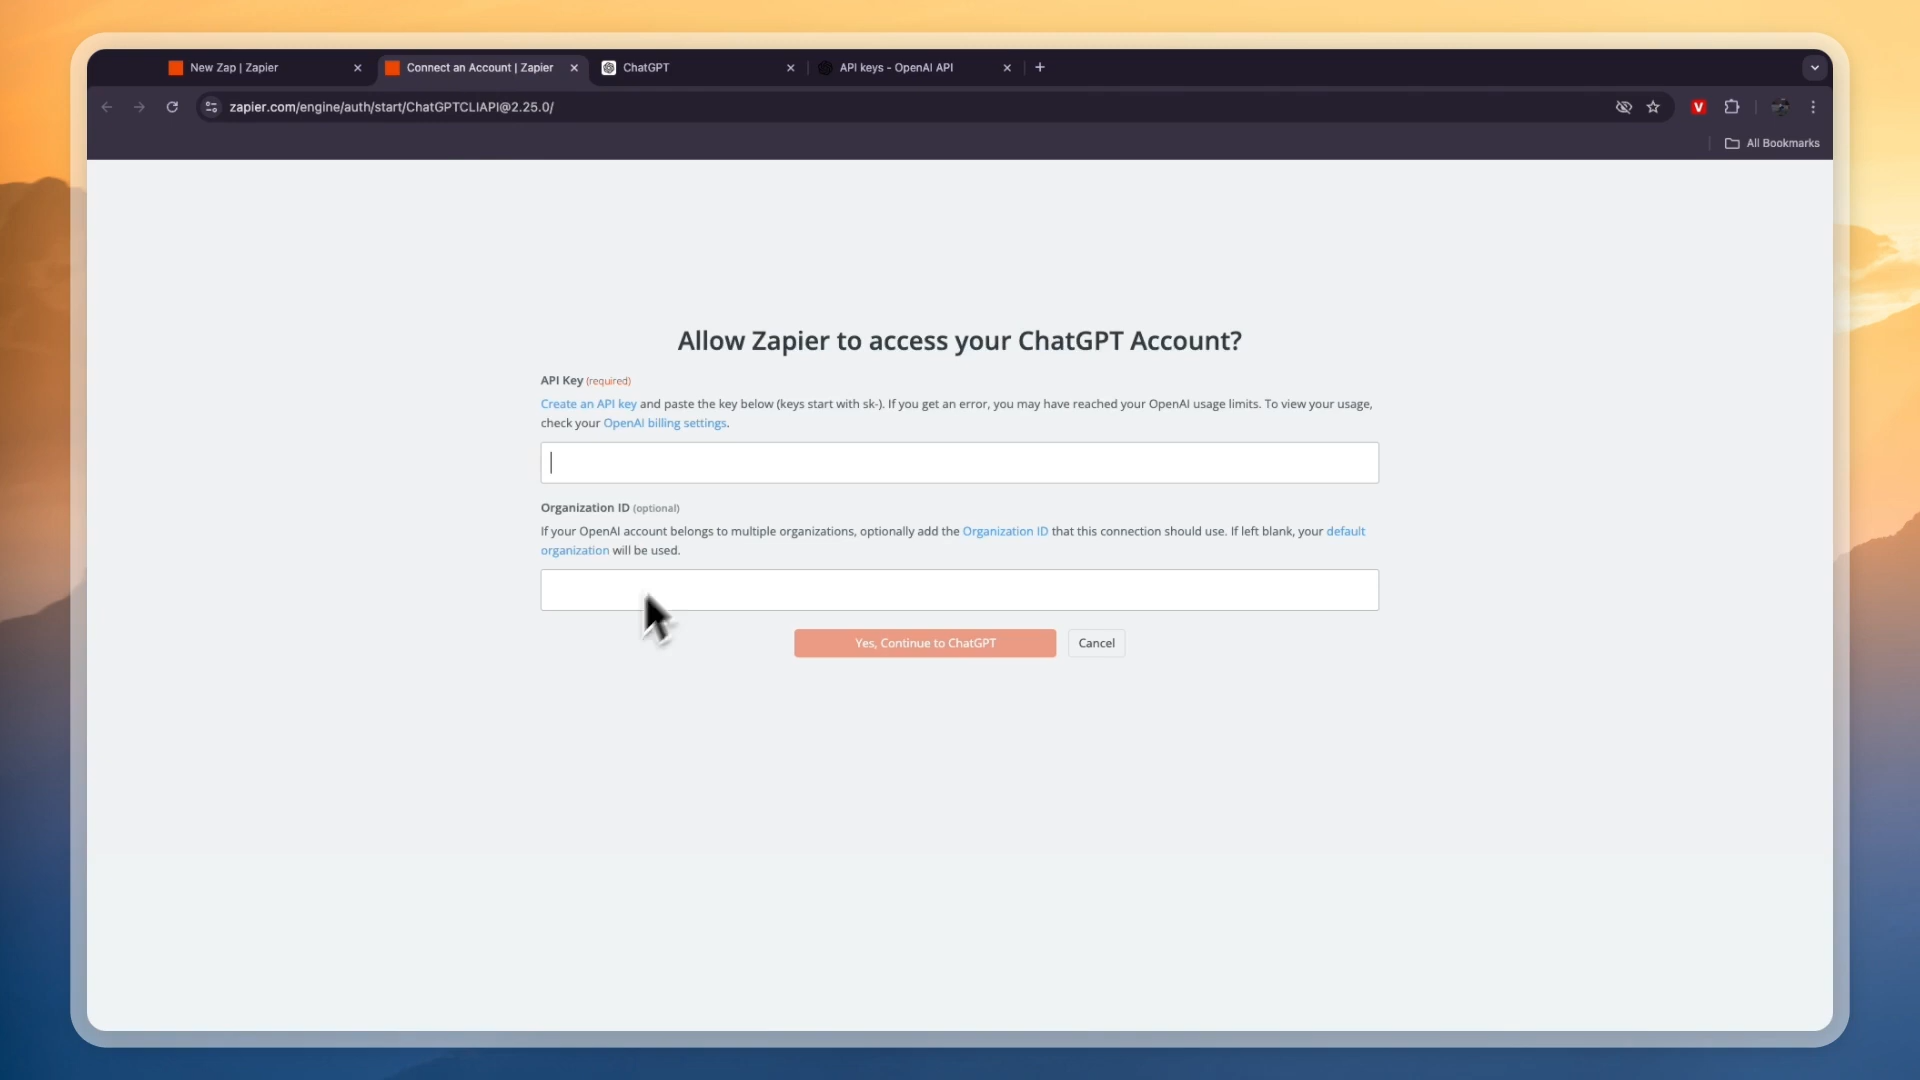 New Zap | Zapier
Connect an Account | Zapier
ChatGPT
API keys - OpenAI API
zapier.com/engine/auth/start/ChatGPTCLIAPI@2.25.0/
V
All Bookmarks
Allow Zapier to access your ChatGPT Account?
API Key (required)
Create an API key and paste the key below (keys start with sk-). If you get an error, you may have reached your OpenAI usage limits. To view your usage,
check your OpenAI billing settings.
Organization ID (optional)
If your OpenAI account belongs to multiple organizations, optionally add the Organization ID that this connection should use. If left blank, your default
organization will be used.
Yes, Continue to ChatGPT
Cancel